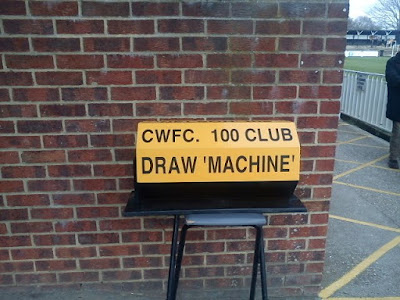 CWFC. 100 CLUB
DRAW 'MACHINE'